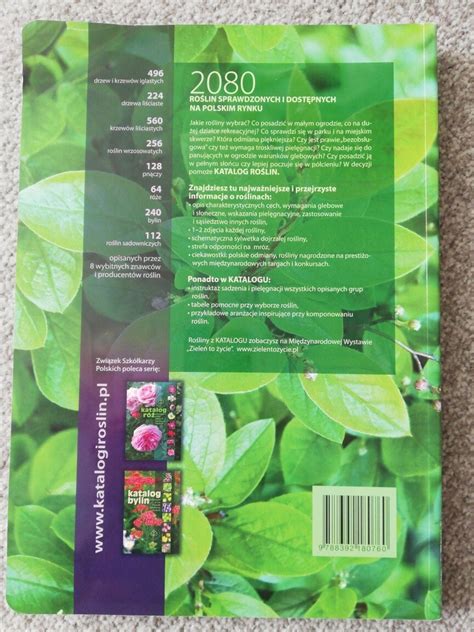 496
drzew i krzewów iglastych
224
drzewa liściaste
560
krzewów liściastych
256
roślin wrzosowatych
128
pnączy
64
róże
240
bylin
112
roślin sadowniczych
opisanych przez
8 wybitnych znawców
i producentów roślin
2080
ROŚLIN SPRAWDZONYCH I DOSTĘPNYCH
NA POLSKIM RYNKU
Jakie rośliny wybrać? Co posadzić w małym ogrodzie, co na du-
żej działce rekreacyjnej? Co sprawdzi się w parku i na miejskim
skwerze? Która odmiana piękniejsza? Czy jest prawie „bezobsłu-
gowa" czy też wymaga troskliwej pielęgnacji? Czy nadaje się do
panujących w ogrodzie warunków glebowych? Czy posadzić ją
w pełnym słońcu czy lepiej poczuje się w półcieniu? W decyzji
pomoże KATALOG ROŚLIN.
Znajdziesz tu najważniejsze i przejrzyste
informacje o roślinach:
• opis charakterystycznych cech, wymagania glebowe
i słoneczne, wskazania pielęgnacyjne, zastosowanie
i sąsiedztwo innych roślin,
• 1–2 zdjęcia każdej rośliny,
• schematyczna sylwetka dojrzałej rośliny,
• strefa odporności na mróz,
• ciekawostki: polskie odmiany, rośliny nagrodzone na prestiżo-
wych międzynarodowych targach i konkursach.
Ponadto w KATALOGU:
• instruktaż sadzenia i pielęgnacji wszystkich opisanych grup
roślin,
• tabele pomocne przy wyborze roślin,
• przykładowe aranżacje inspirujące przy komponowaniu
roślin.
Rośliny z KATALOGU zobaczysz na Międzynarodowej Wystawie
„Zieleń to życie". www.zielentozycie.pl
Związek Szkółkarzy
Polskich poleca serię:
www.katalogiroslin.pl
katalog
róż
katalog
bylin
9 788392 180760